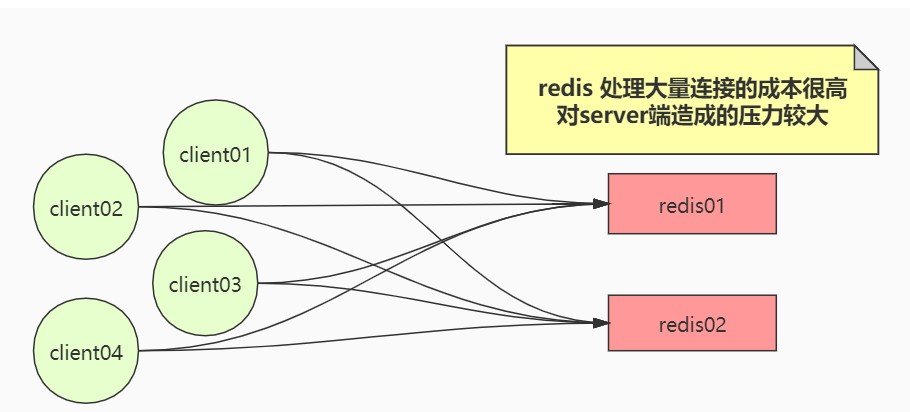 redis 处理大量连接的成本很高
对server端造成的压力较大
client01
client02
client03
client04
redis01
redis02